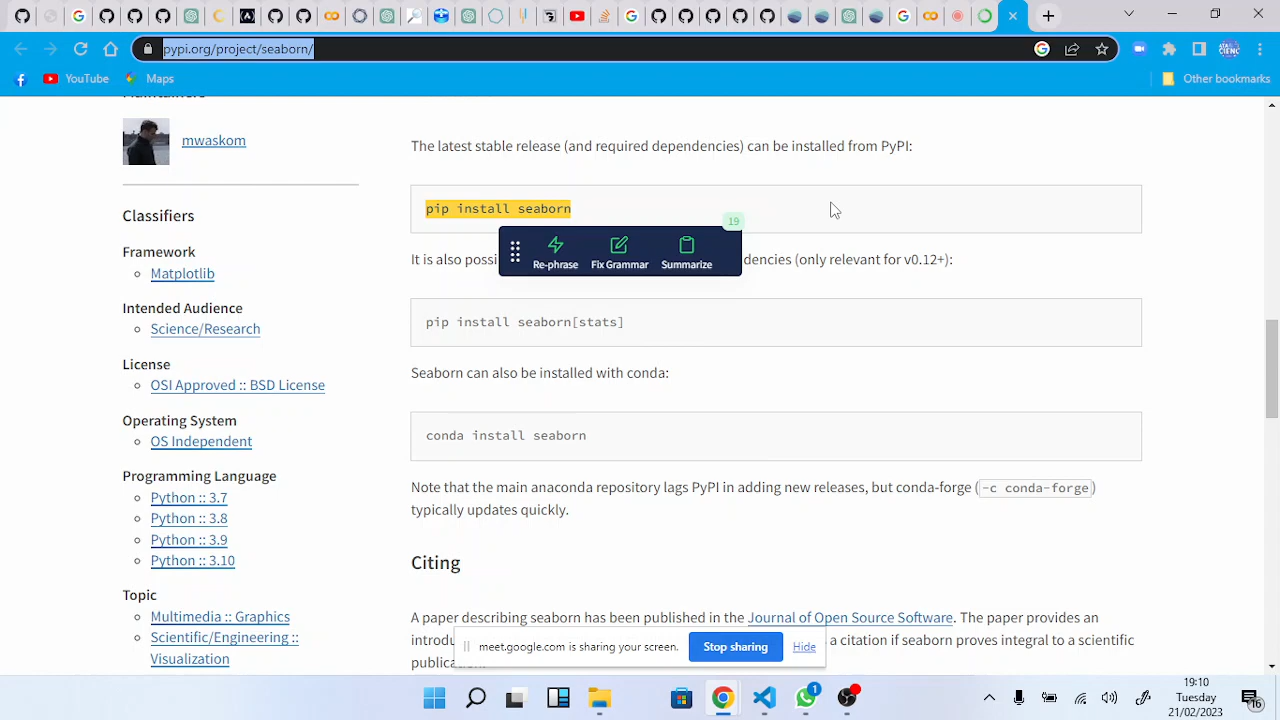 pypi.org/project/seaborn/
YouTube
Maps
Other bookmarks
mwaskom
Classifiers
Framework
Matplotlib
Intended Audience
Science/Research
License
OSI Approved :: BSD License
Operating System
OS Independent
Programming Language
Python :: 3.7
Python :: 3.8
Python :: 3.9
Python :: 3.10
Topic
Multimedia :: Graphics
Scientific/Engineering ::
Visualization
The latest stable release (and required dependencies) can be installed from PyPI:
pip install seaborn
19
Re-phrase
Fix Grammar
Summarize
It is also possi
dencies (only relevant for v0.12+):
pip install seaborn[stats]
Seaborn can also be installed with conda:
conda install seaborn
Note that the main anaconda repository lags PyPI in adding new releases, but conda-forge (-c conda-forge)
typically updates quickly.
Citing
A paper describing seaborn has been published in the Journal of Open Source Software. The paper provides an
introdu
a citation if seaborn proves integral to a scientific
publication
meet.google.com is sharing your screen.
Stop sharing
Hide
1
19:10
Tuesday
21/02/2023
16